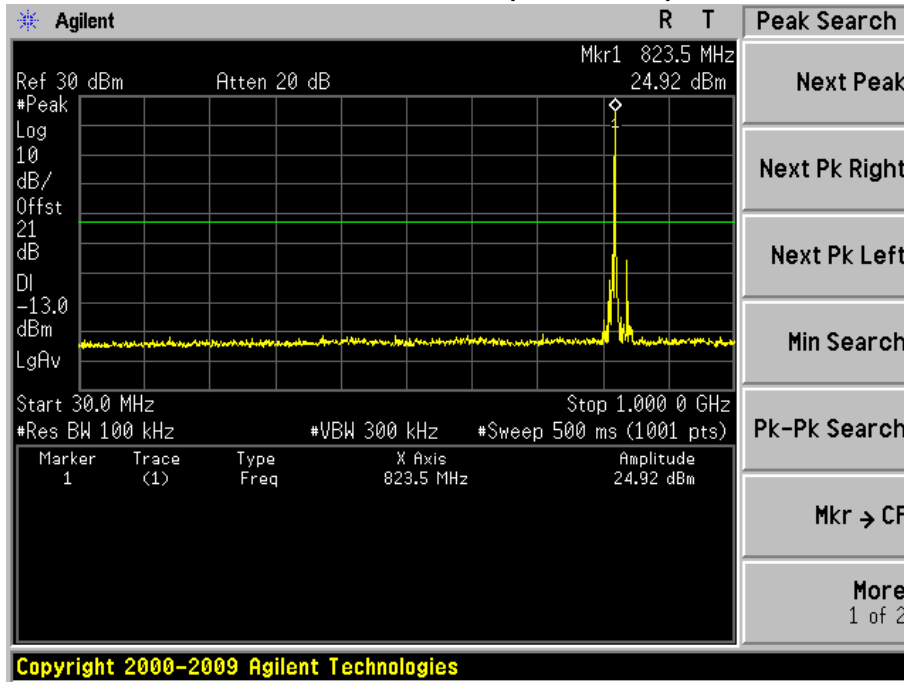 Agilent R T Peak Search
Mkr1 823.5 MHz
Ref 30 dBm Atten 20 dB 24.92 dBm
#Peak
Log
10
dB/
Offst
21
dB
DI
-13.0
dBm
LgAv
1
Start 30.0 MHz Stop 1.000 0 GHz
#Res BW 100 kHz #VBW 300 kHz #Sweep 500 ms (1001 pts)
Marker Trace Type X Axis Amplitude
1 (1) Freq 823.5 MHz 24.92 dBm
Next Peak
Next Pk Right
Next Pk Left
Min Search
Pk-Pk Search
Mkr → CF
More
1 of 2
Copyright 2000-2009 Agilent Technologies